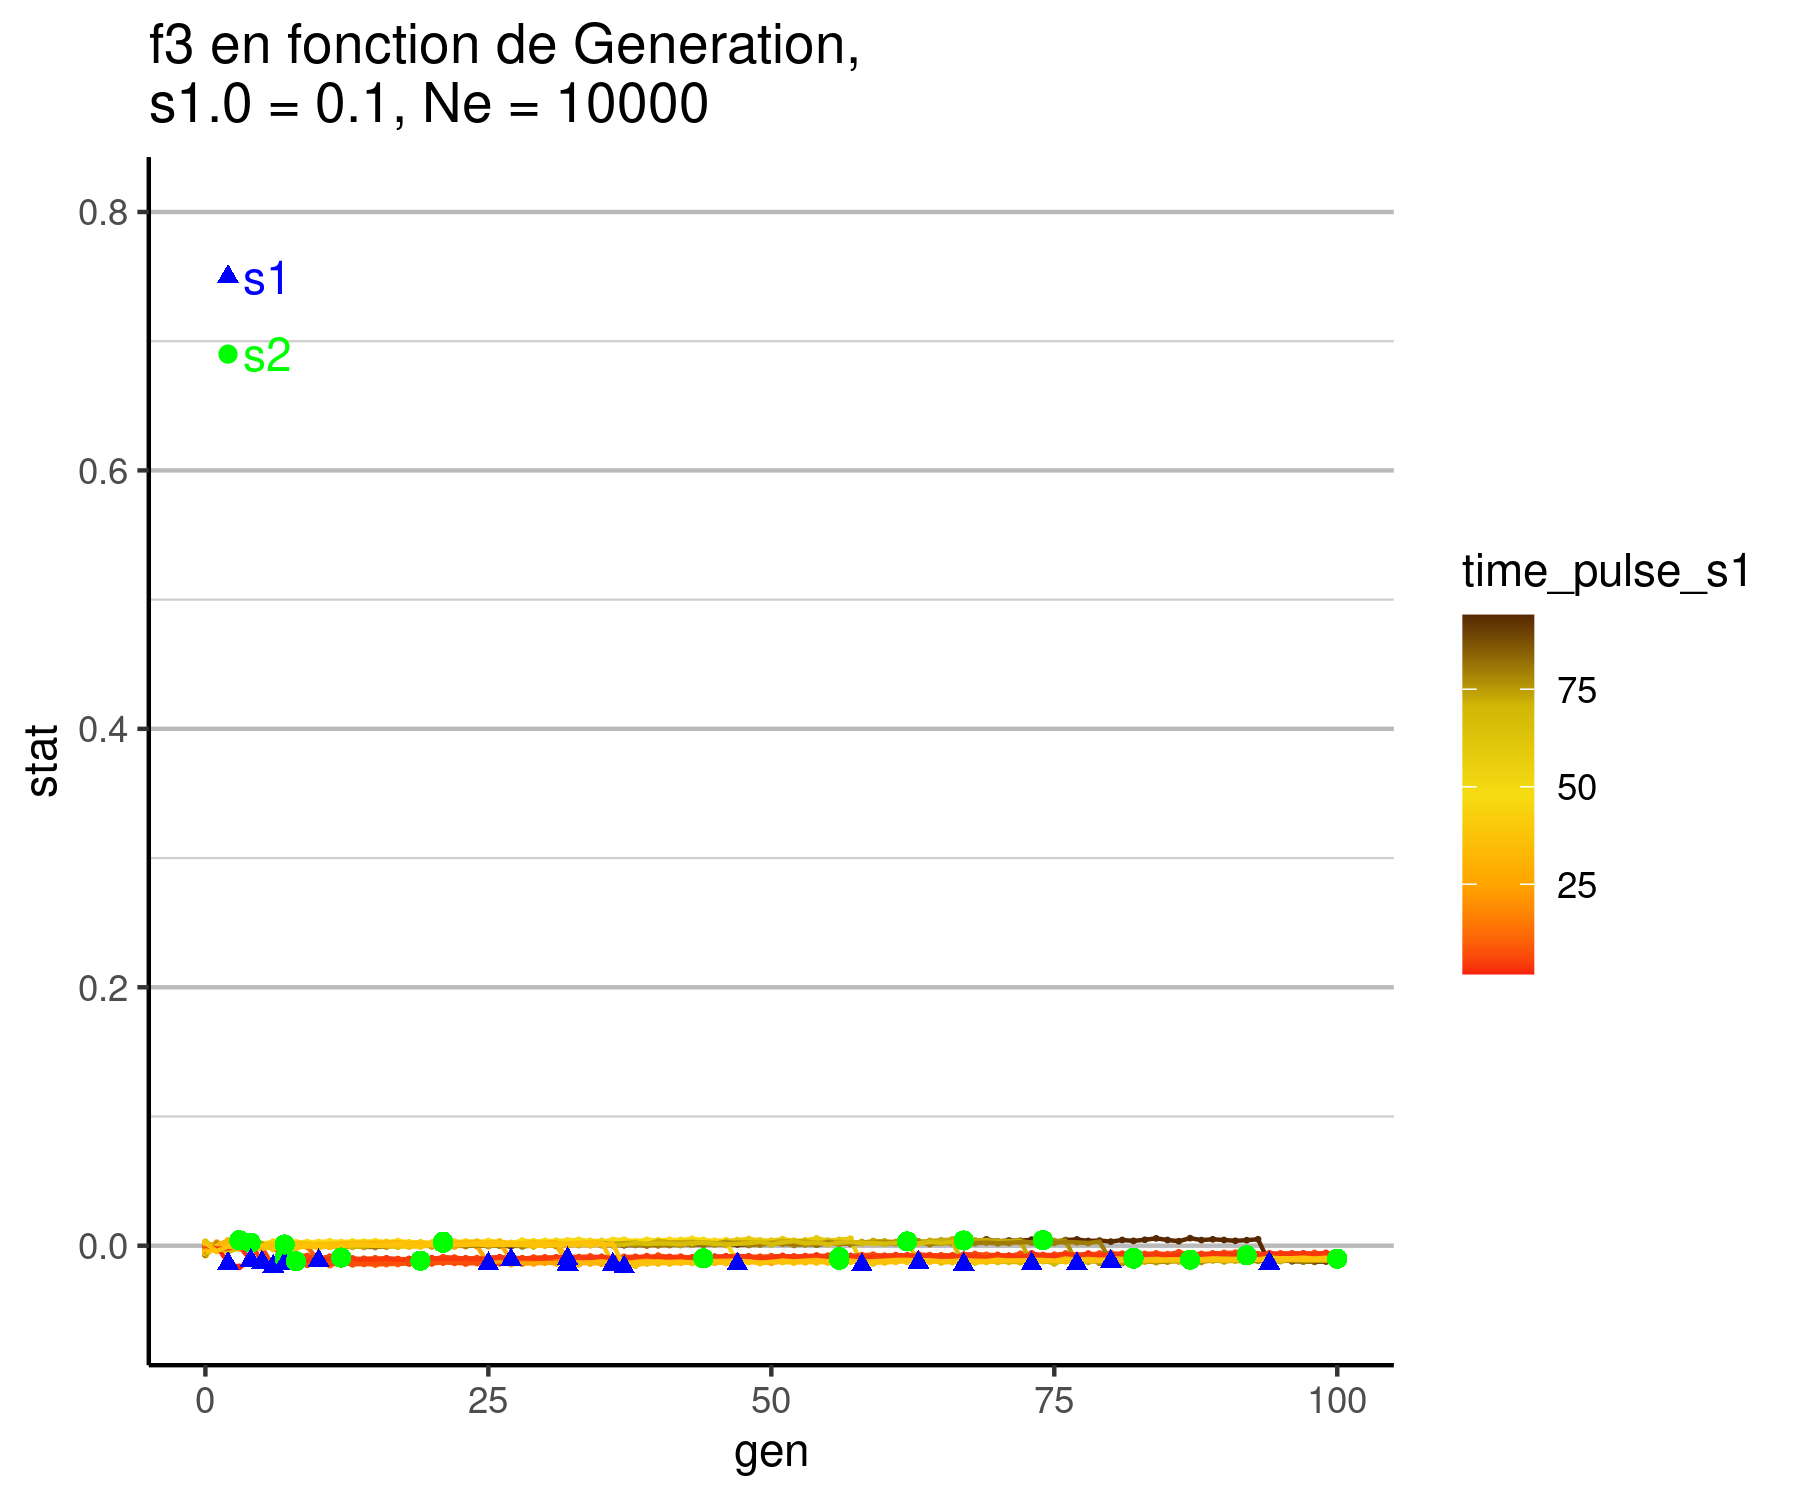 f3 en fonction de Generation,
s1.0 = 0.1, Ne = 10000
0.8
s1
s2
0.6
0.4
0.2
0.0
stat
0
25
50
75
100
gen
time_pulse_s1
75
50
25